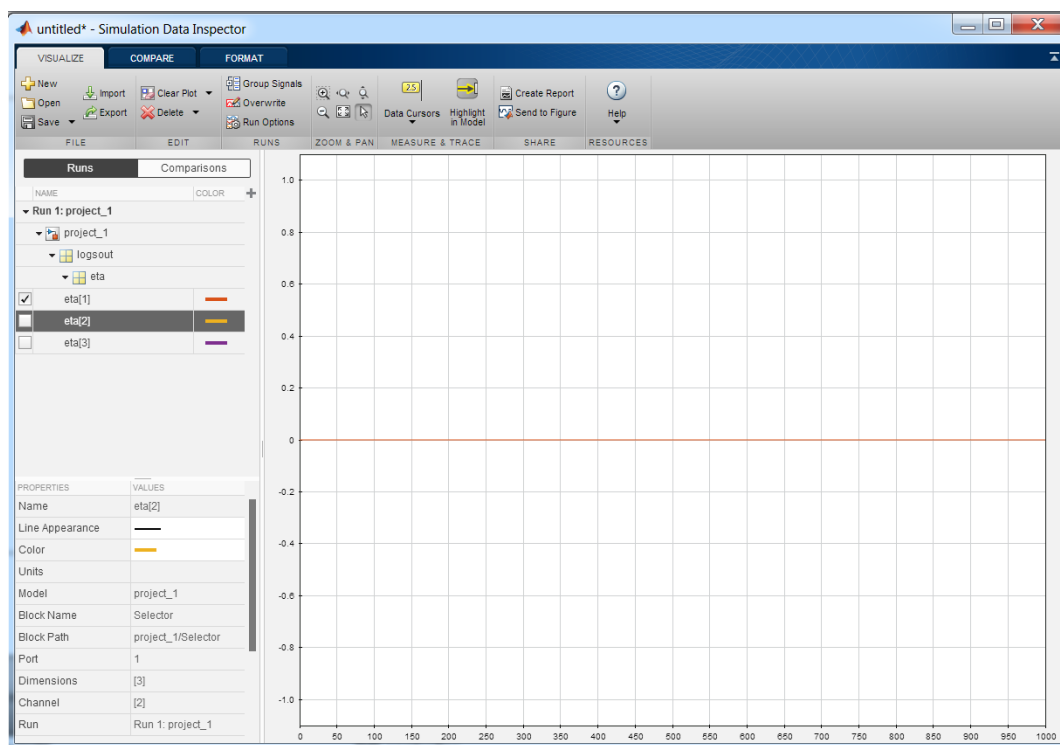 untitled* - Simulation Data Inspector
VISUALIZE COMPARE FORMAT
New Import Clear Plot Group Signals 2.5
Open Export Delete Overwrite Data Cursors Highlight in Model Create Report Help
Save Run Options Send to Figure
FILE EDIT RUNS ZOOM & PAN MEASURE & TRACE SHARE RESOURCES
Runs Comparisons
NAME COLOR
Run 1: project_1
project_1
logsout
eta
eta[1]
eta[2]
eta[3]
PROPERTIES VALUES
Name eta[2]
Line Appearance
Color
Units
Model project_1
Block Name Selector
Block Path project_1/Selector
Port 1
Dimensions [3]
Channel [2]
Run Run 1: project_1
1.0
0.8
0.6
0.4
0.2
0
-0.2
-0.4
-0.6
-0.8
-1.0
0 50 100 150 200 250 300 350 400 450 500 550 600 650 700 750 800 850 900 950 1000